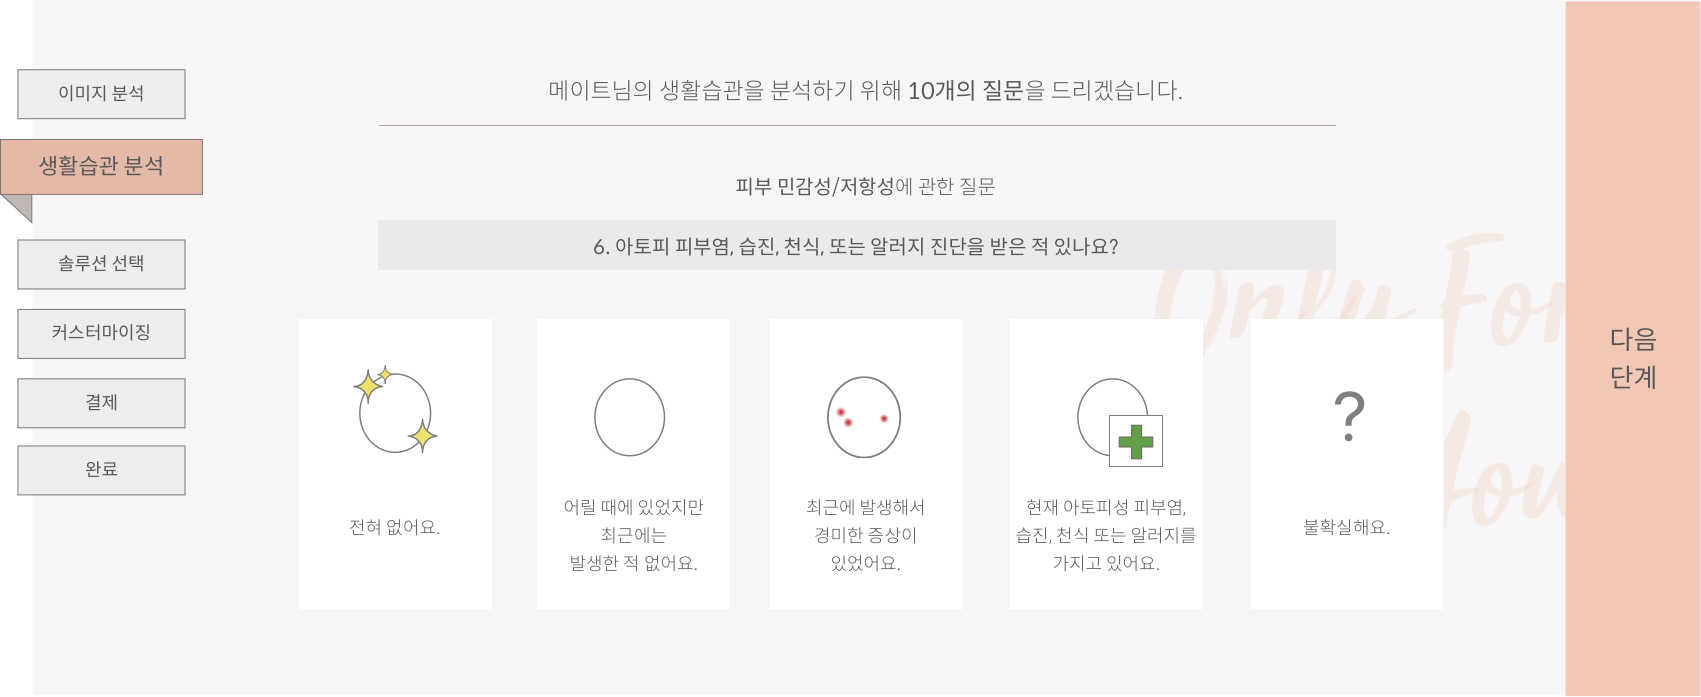 이미지 분석
생활습관 분석
솔루션 선택
커스터마이징
결제
완료
메이트님의 생활습관을 분석하기 위해 10개의 질문을 드리겠습니다.
피부 민감성/저항성에 관한 질문
6. 아토피 피부염, 습진, 천식, 또는 알러지 진단을 받은 적 있나요?
전혀 없어요.
어릴 때에 있었지만
최근에는
발생한 적 없어요.
최근에 발생해서
경미한 증상이
있었어요.
현재 아토피성 피부염,
습진, 천식 또는 알러지를
가지고 있어요.
?
불확실해요.
Only For
다음
단계